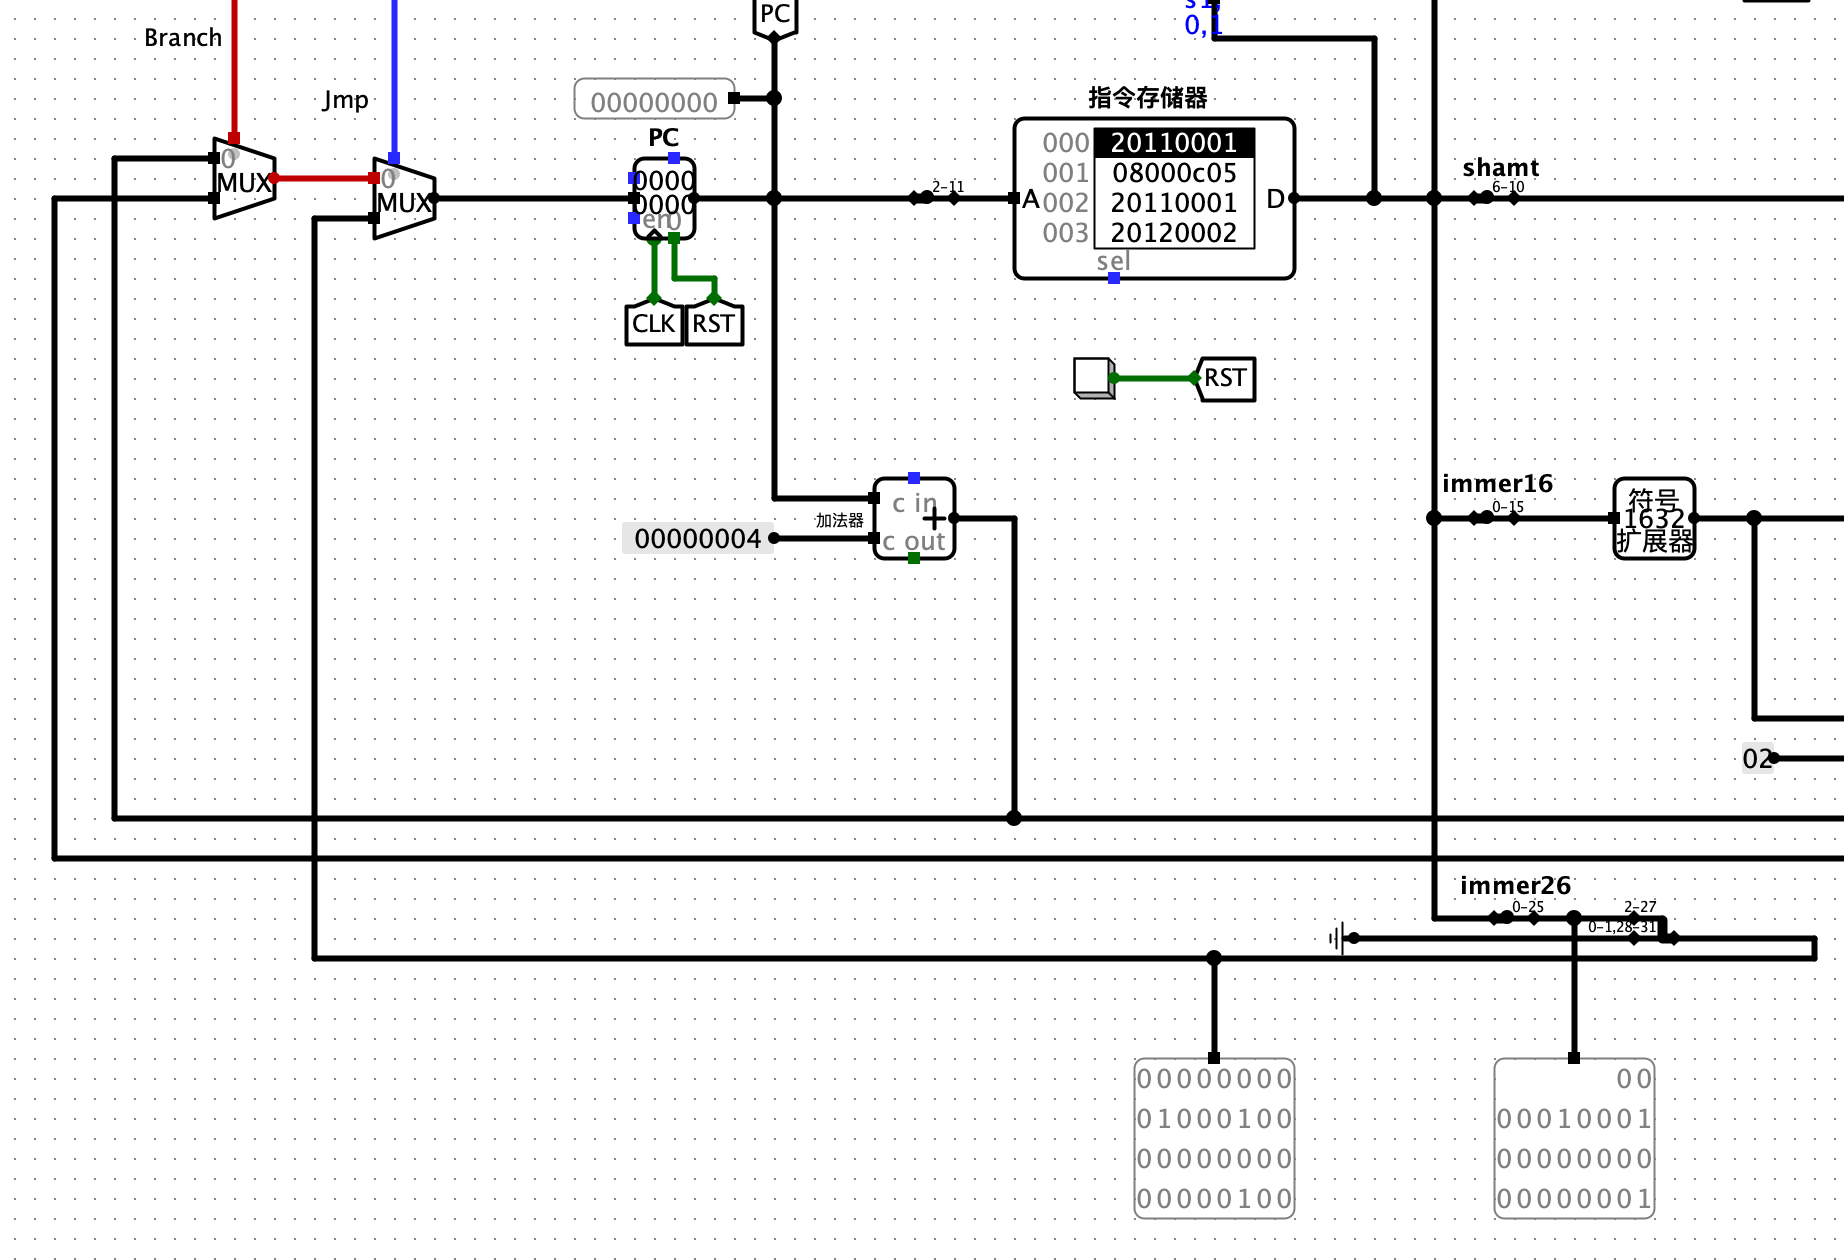 PC
s1,
0,1
Branch
Jmp
00000000
指令存储器
PC
0
MUX
0
MUX
0000
0000
en
0
2-11
A
000 20110001
001 08000c05
002 20110001
003 20120002
D
sel
shamt
6-10
CLK
RST
RST
immer16
0-15
符号
1632
扩展器
加法器
c in
+
c out
00000004
02
immer26
0-25
2-27
0-1,28-31
00000000
01000100
00000000
00000100
00
00010001
00000000
00000001